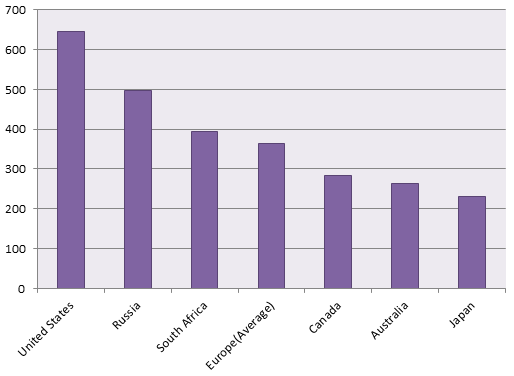 700
600
500
400
300
200
100
0
United States
Russia
South Africa
Europe(Average)
Canada
Australia
Japan